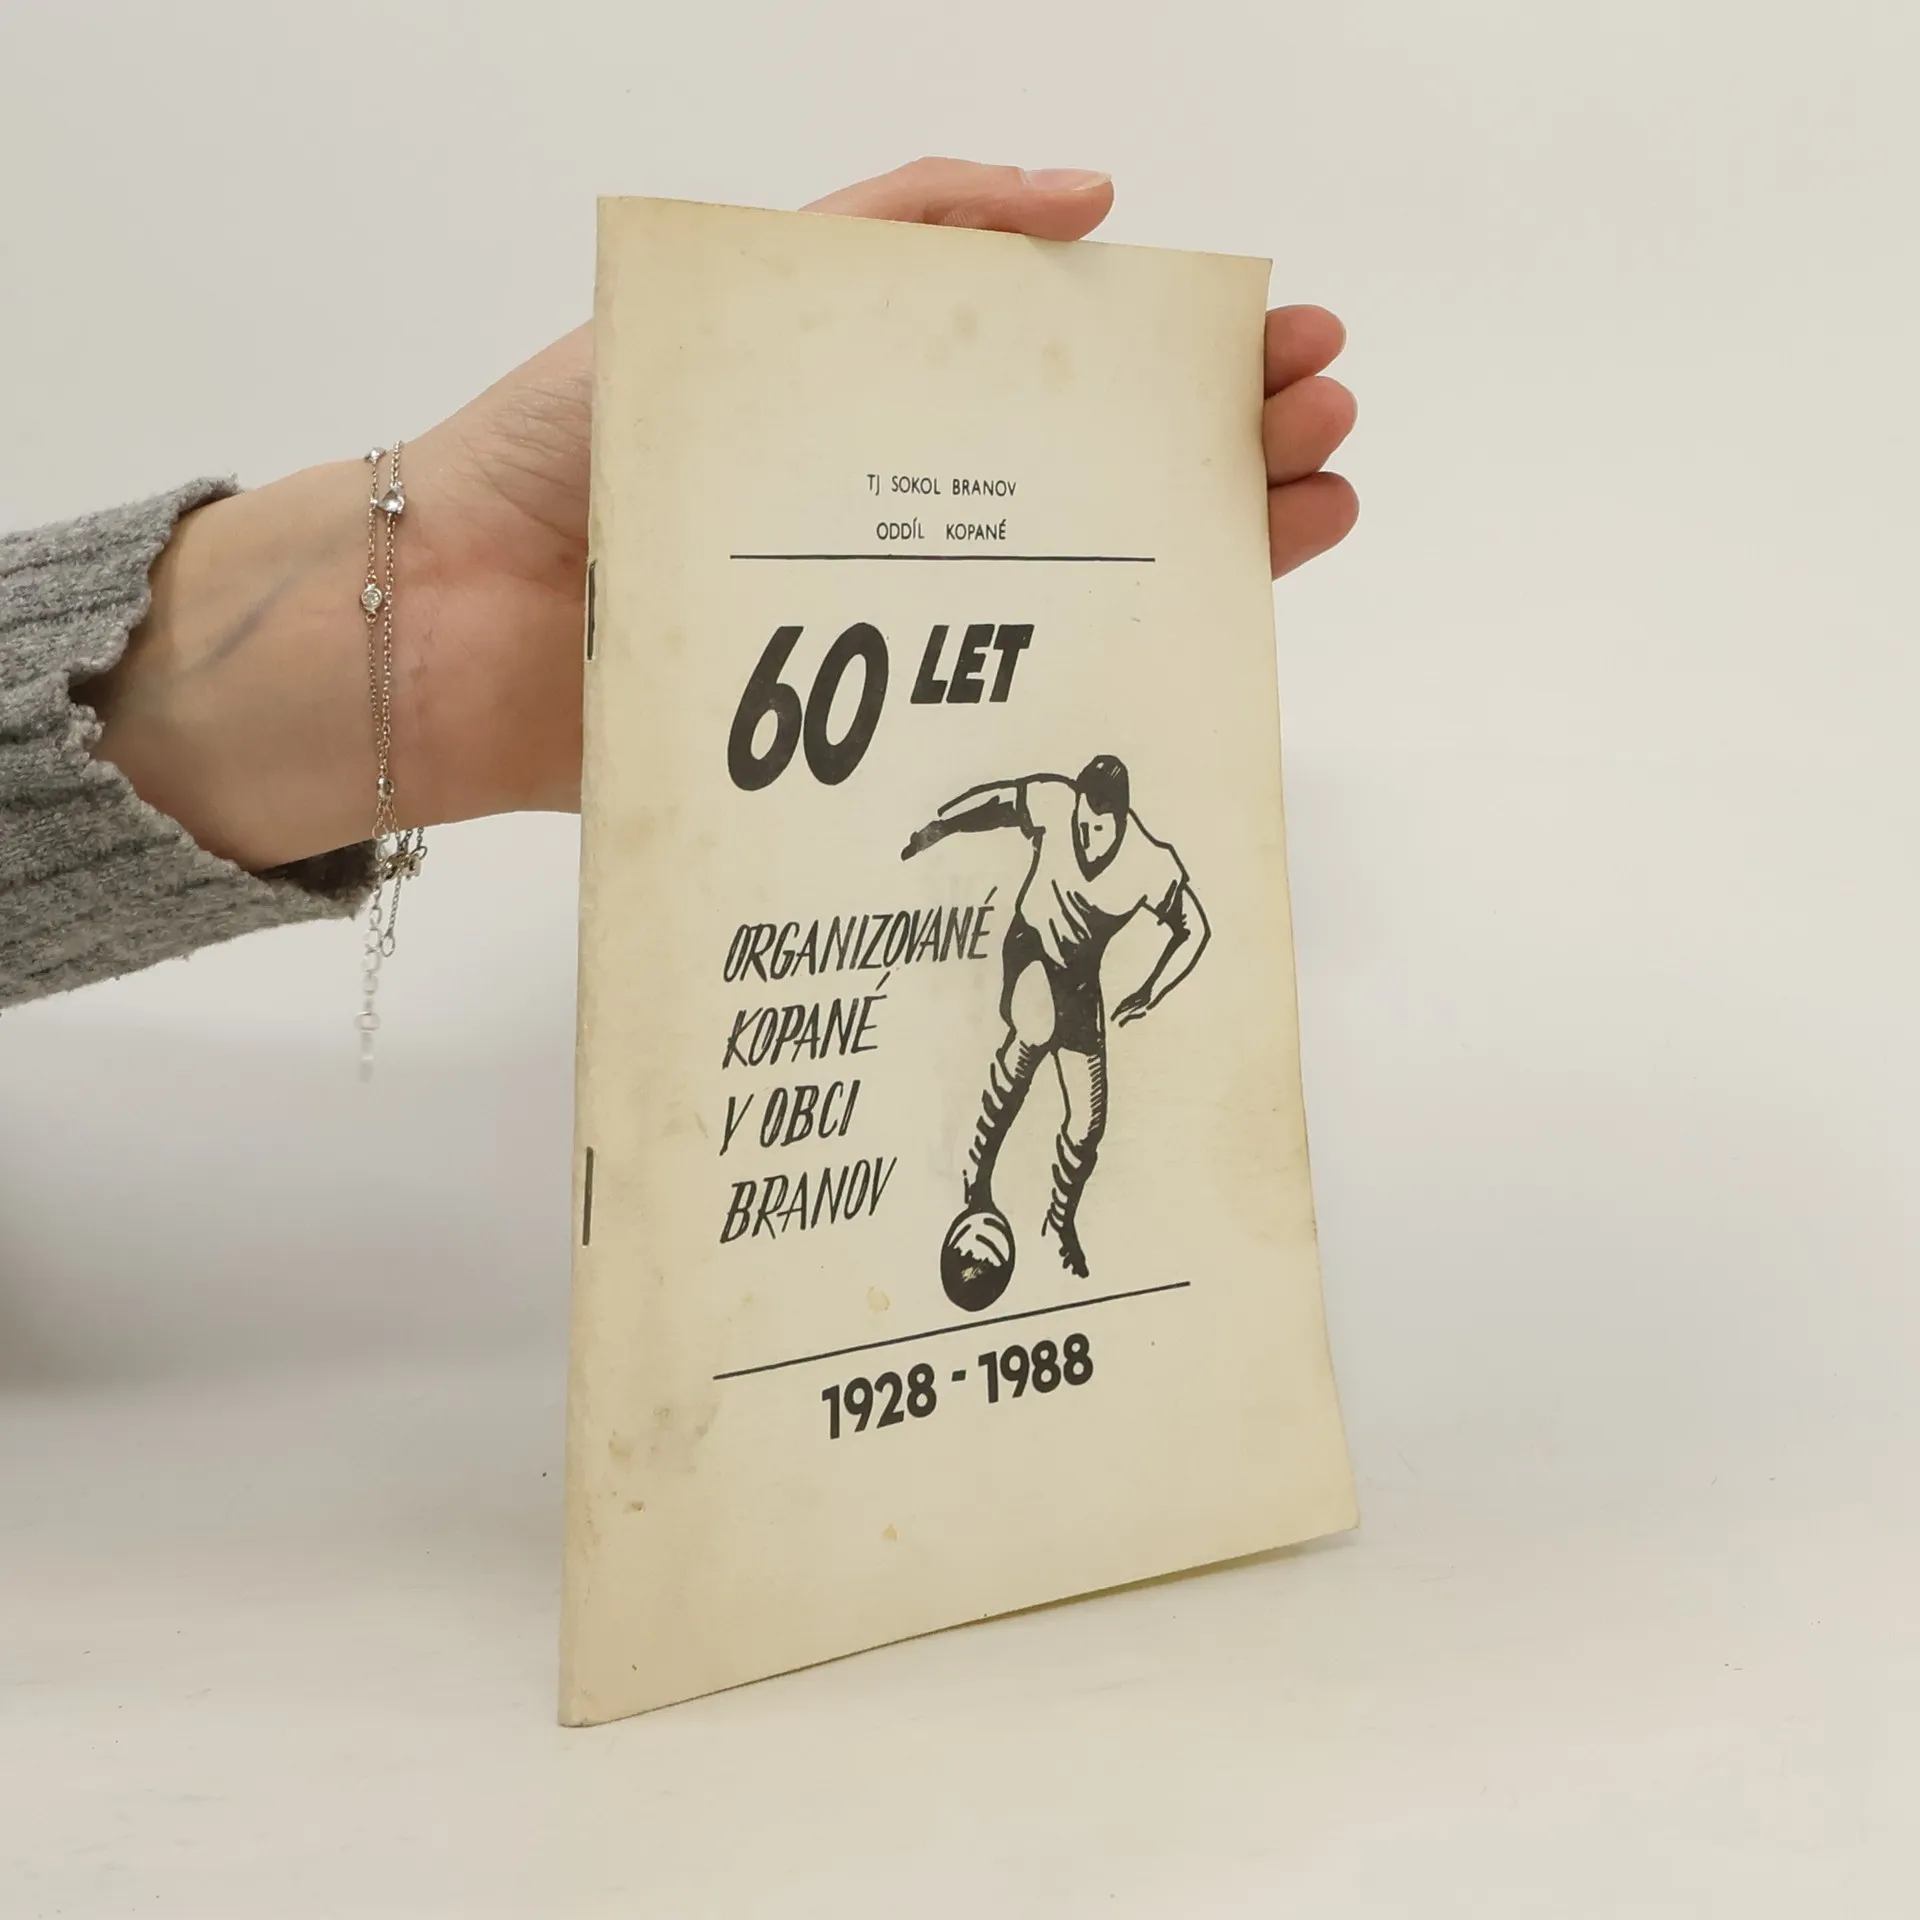 TJ SOKOL BRANOV
ODDÍL KOPANÉ
60 LET
ORGANIZOVANÉ
KOPANÉ
V OBCI
BRANOV
1928 - 1988